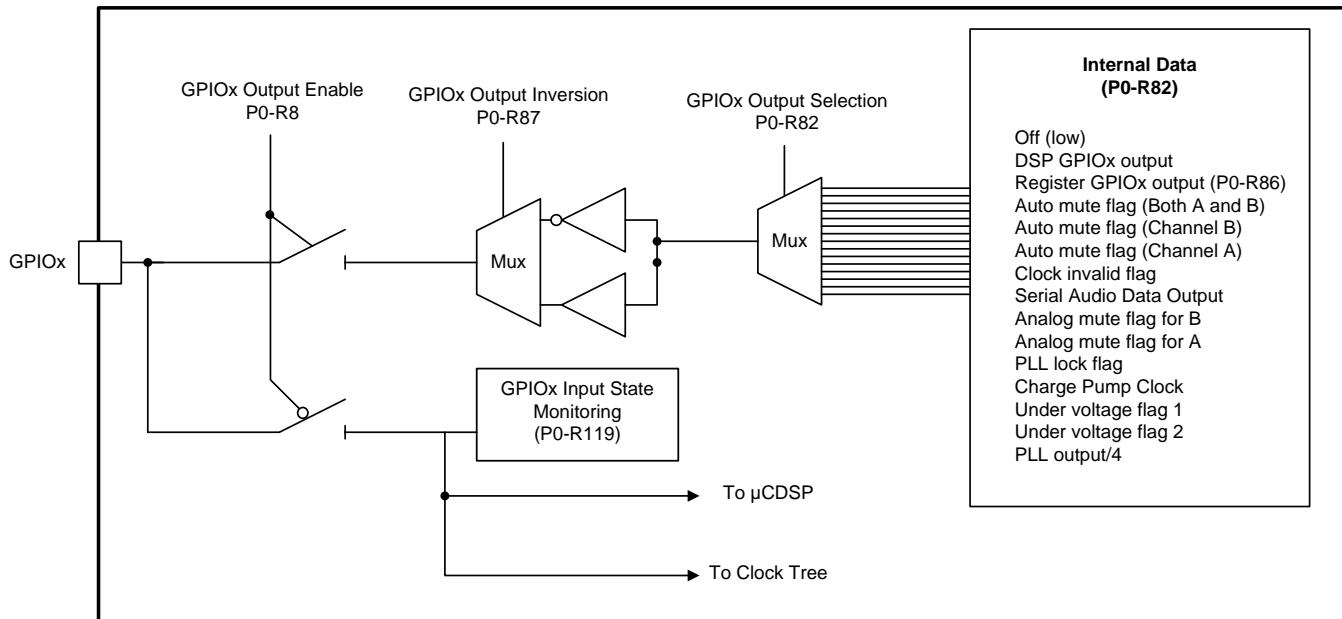 GPIOx Output Enable
P0-R8
GPIOx Output Inversion
P0-R87
GPIOx Output Selection
P0-R82
Internal Data
(P0-R82)
Off (low)
DSP GPIOx output
Register GPIOx output (P0-R86)
Auto mute flag (Both A and B)
Auto mute flag (Channel B)
Auto mute flag (Channel A)
Clock invalid flag
Serial Audio Data Output
Analog mute flag for B
Analog mute flag for A
PLL lock flag
Charge Pump Clock
Under voltage flag 1
Under voltage flag 2
PLL output/4
GPIOx
Mux
Mux
GPIOx Input State
Monitoring
(P0-R119)
To µCDSP
To Clock Tree